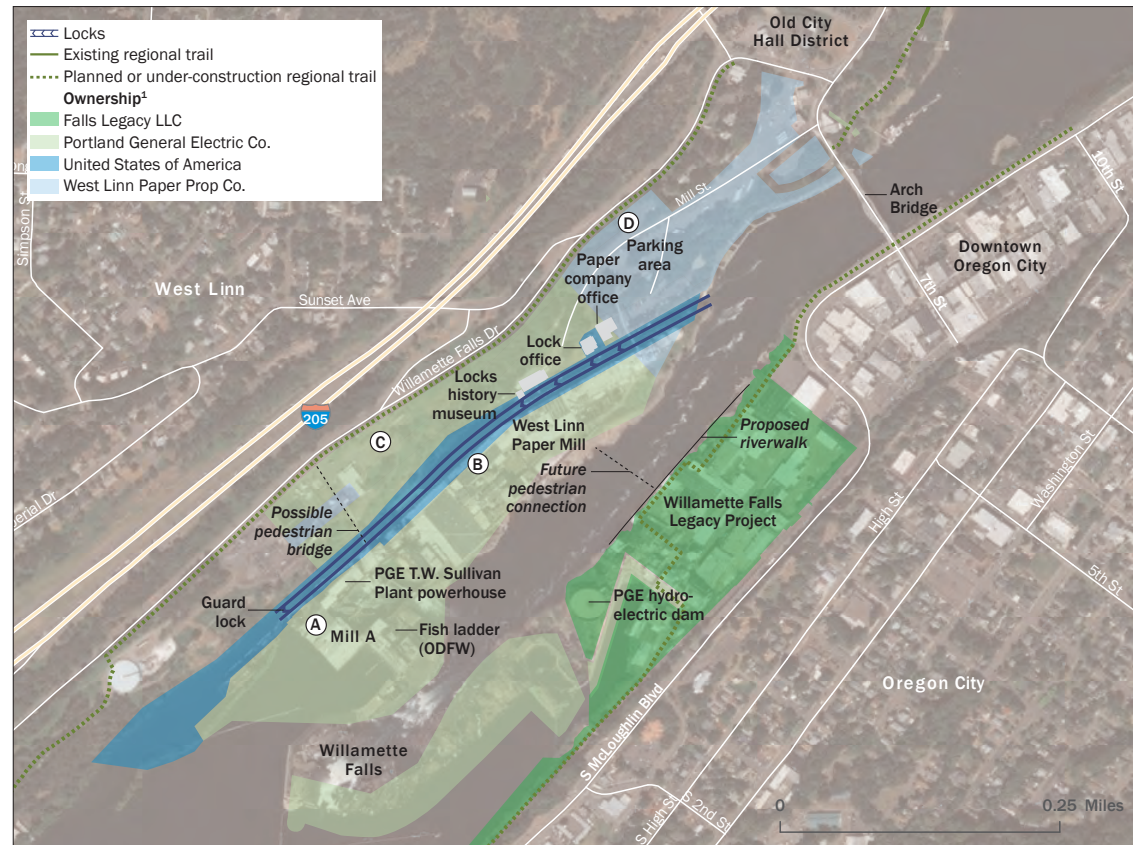 Locks
Existing regional trail
Planned or under-construction regional trail
Ownership¹
Falls Legacy LLC
Portland General Electric Co.
United States of America
West Linn Paper Prop Co.
Old City
Hall District
10th St
Arch
Bridge
Mill St.
D
Parking
area
Paper
company
office
Downtown
Oregon City
7th St
Simpson St
West Linn
Sunset Ave
Willamette Falls Dr
Lock
office
Locks
history
museum
205
C
B
West Linn
Paper Mill
Proposed
riverwalk
Future
pedestrian
connection
Willamette Falls
Legacy Project
High St
Washington St
5th St
Possible
pedestrian
bridge
PGE T.W. Sullivan
Plant powerhouse
Guard
lock
A
Mill A
Fish ladder
(ODFW)
PGE hydro-
electric dam
Oregon City
S McLoughlin Blvd
Willamette
Falls
S High St
S 2nd St
0
0.25 Miles